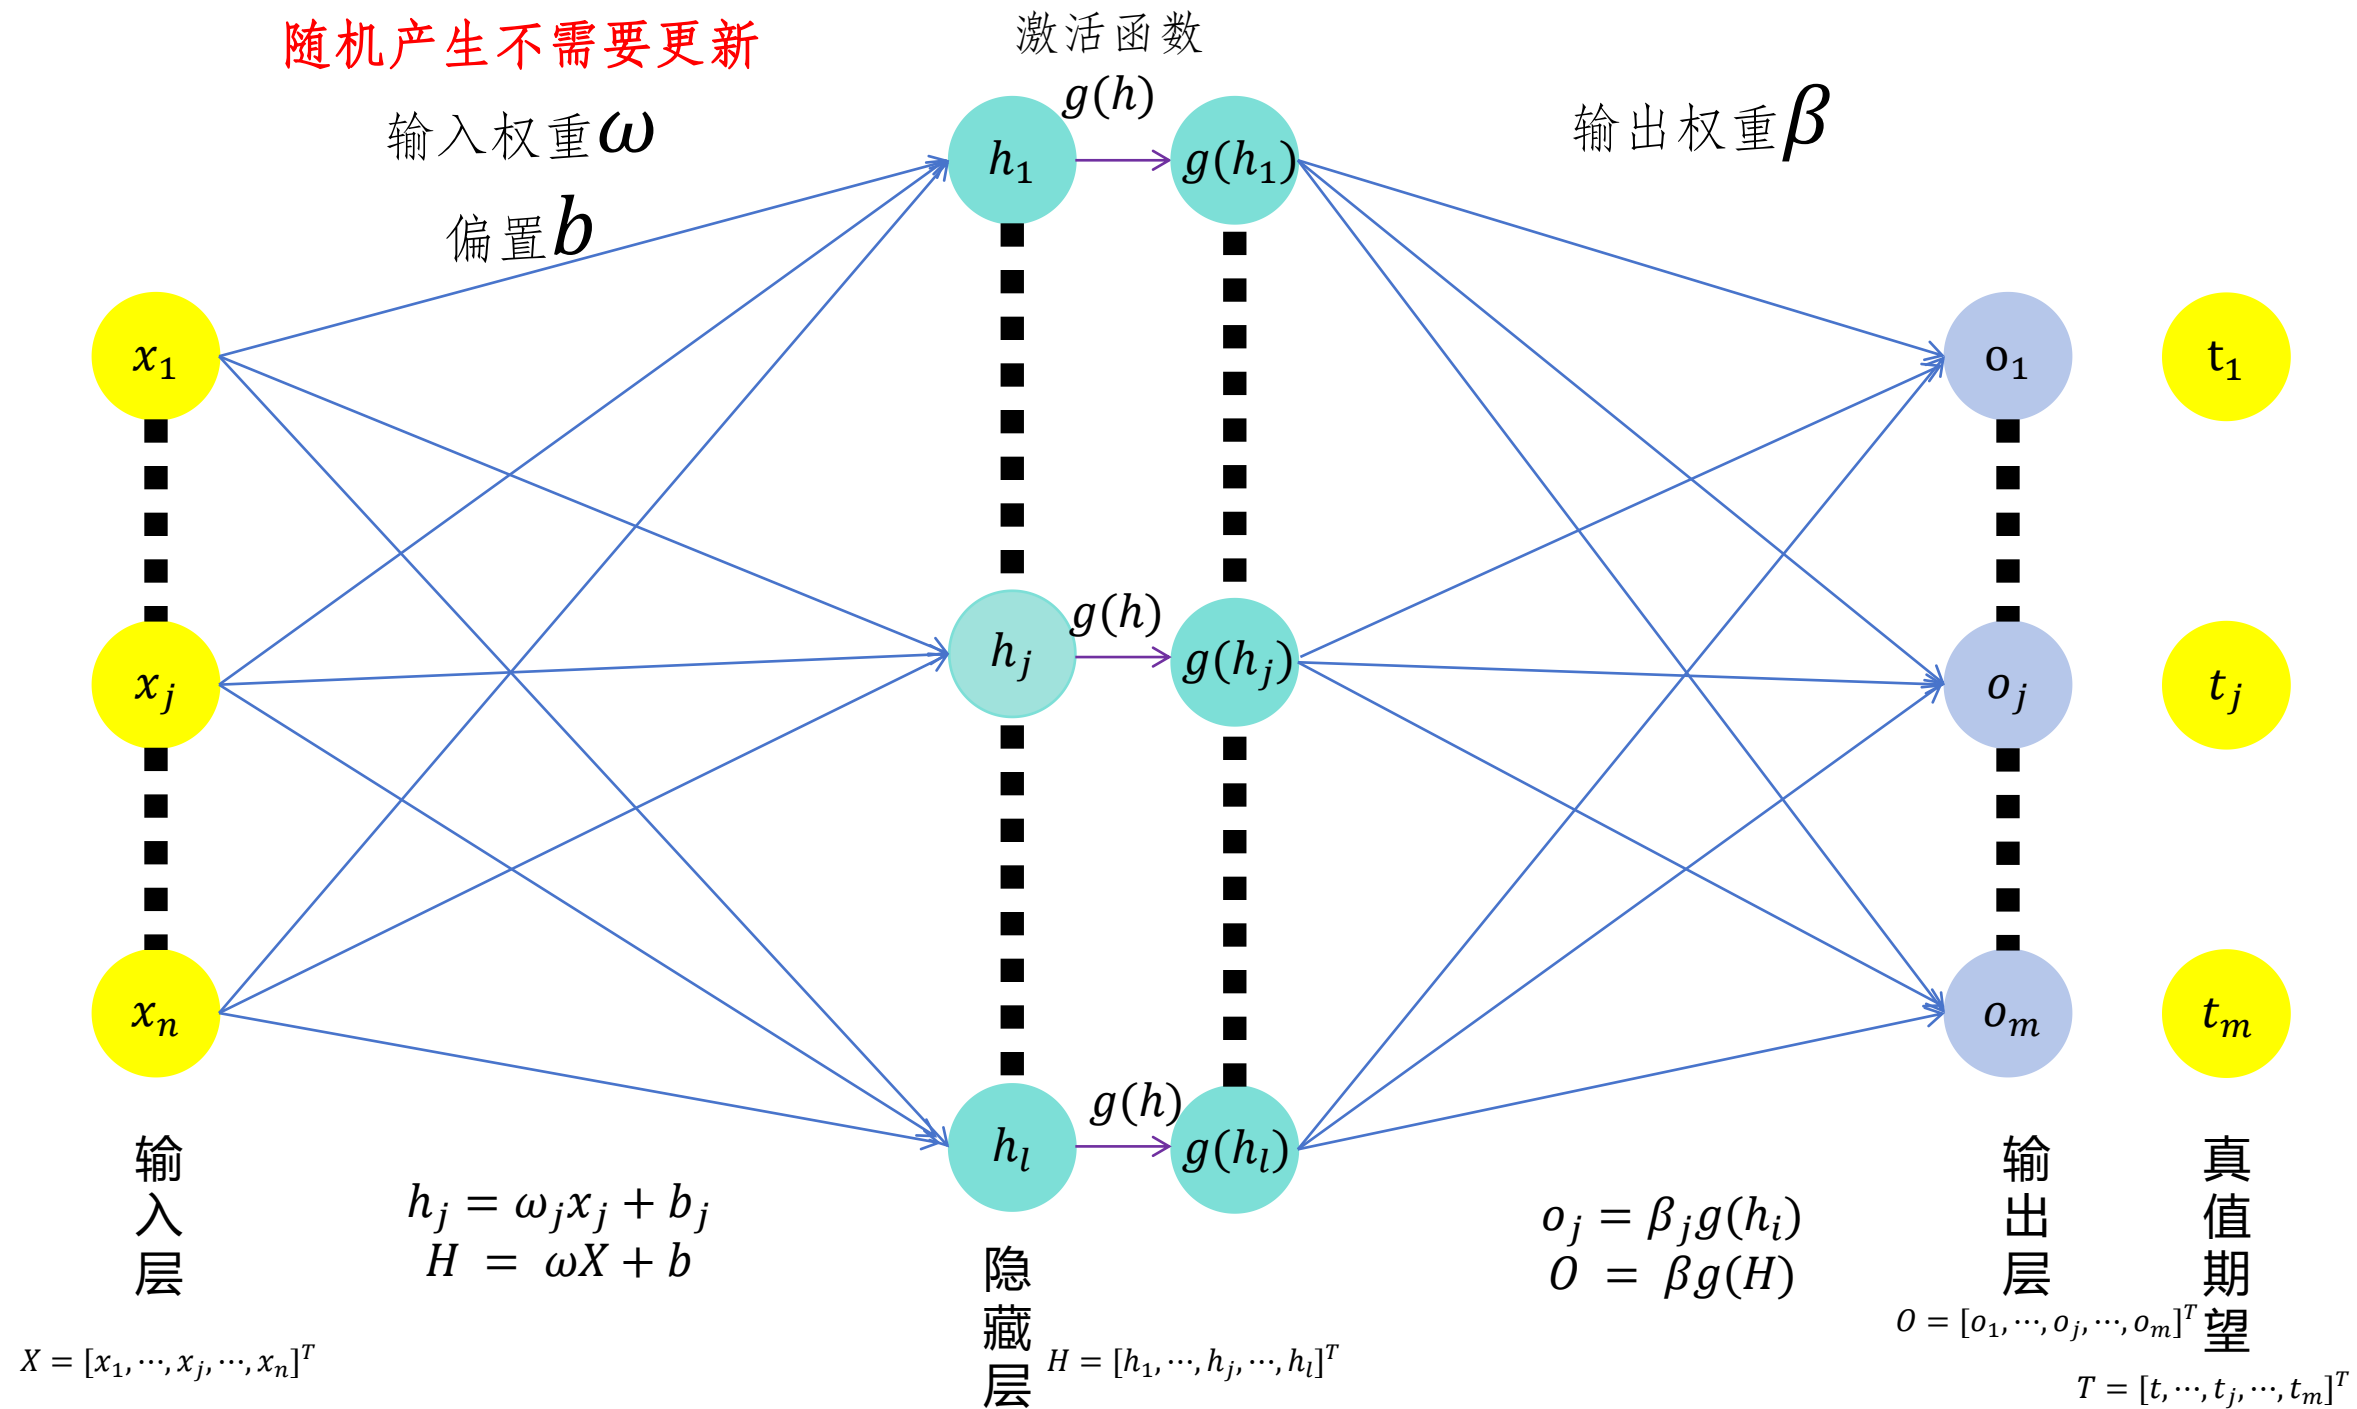 随机产生不需要更新
输入权重ω
偏置b
激活函数
g(h)
输出权重β
h₁
g(h₁)
x₁
o₁
t₁
g(h)
h_j
g(h_j)
x_j
o_j
t_j
x_n
o_m
t_m
g(h)
h_l
g(h_l)
输入层
h_j = ω_j x_j + b_j
H = ωX + b
隐藏层
o_j = β_j g(h_i)
O = βg(H)
输出层
真值期望
X = [x₁, ⋯, x_j, ⋯, x_n]ᵀ
H = [h₁, ⋯, h_j, ⋯, h_l]ᵀ
O = [o₁, ⋯, o_j, ⋯, o_m]ᵀ
T = [t, ⋯, t_j, ⋯, t_m]ᵀ